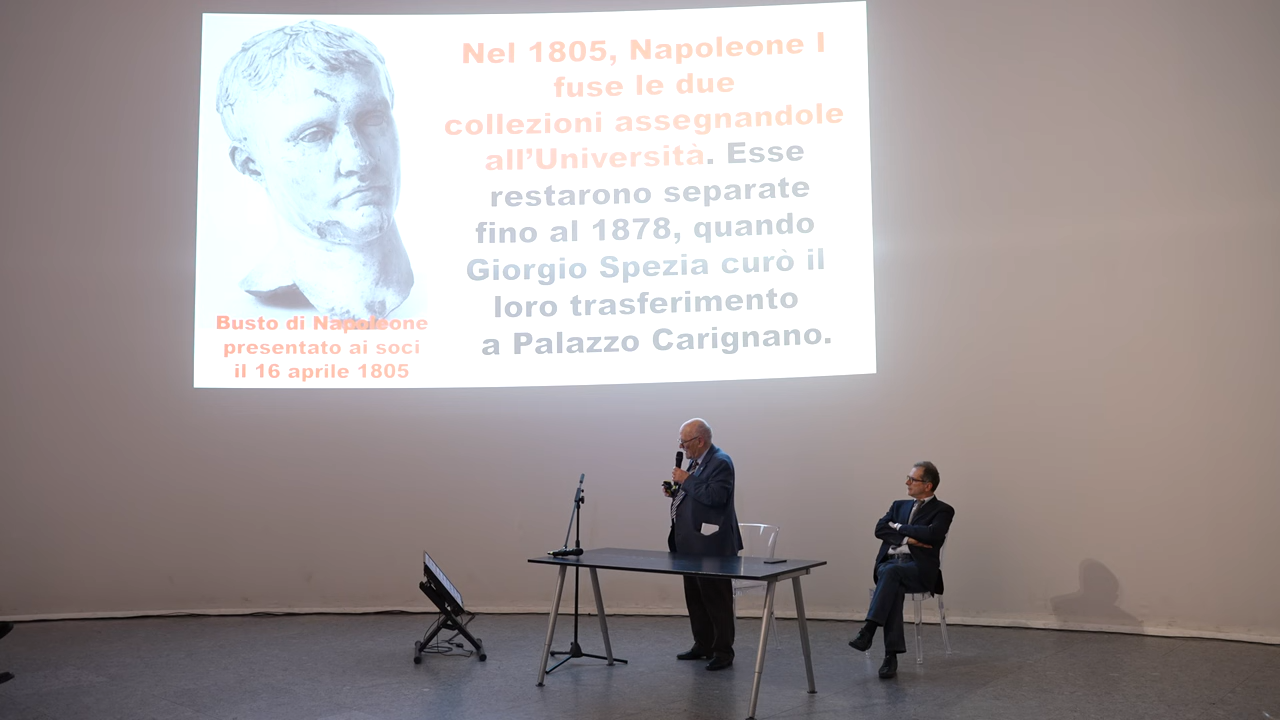 Nel 1805, Napoleone I
fuse le due
collezioni assegnandole
all'Università. Esse
restarono separate
fino al 1878, quando
Giorgio Spezia curò il
loro trasferimento
a Palazzo Carignano.
Busto di Napoleone
presentato ai soci
il 16 aprile 1805